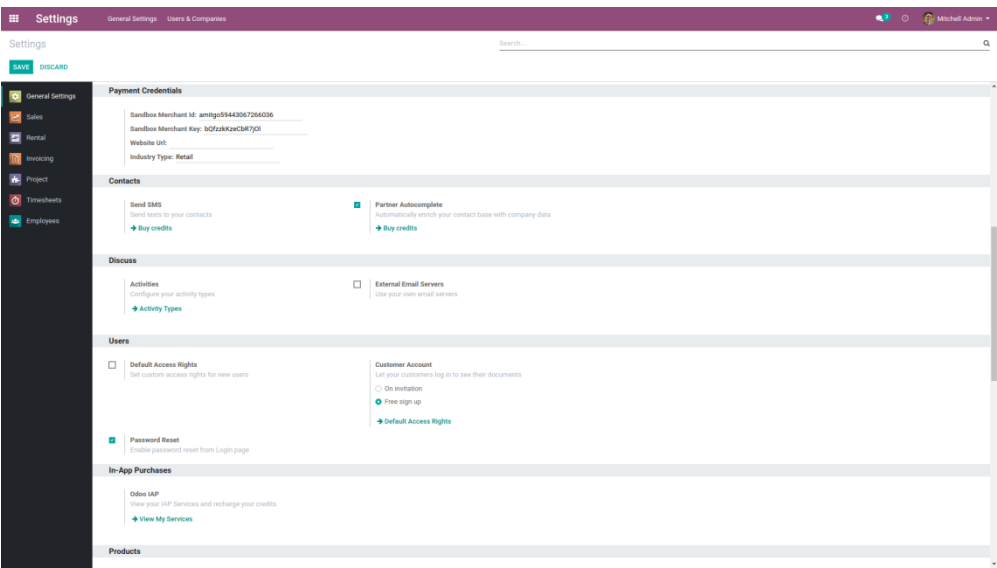 Settings General Settings Users & Companies 3 Mitchell Admin
Settings Search...
SAVE DISCARD
General Settings
Sales
Rental
Invoicing
Project
Timesheets
Employees
Payment Credentials
Sandbox Merchant Id: amitgo59443067266036
Sandbox Merchant Key: bQfzzkKzeCbR7jOl
Website Url:
Industry Type: Retail
Contacts
Send SMS
Send texts to your contacts
Buy credits
Partner Autocomplete
Automatically enrich your contact base with company data
Buy credits
Discuss
Activities
Configure your activity types
Activity Types
External Email Servers
Use your own email servers
Users
Default Access Rights
Set custom access rights for new users
Customer Account
Let your customers log in to see their documents
On invitation
Free sign up
Default Access Rights
Password Reset
Enable password reset from Login page
In-App Purchases
Odoo IAP
View your IAP Services and recharge your credits
View My Services
Products